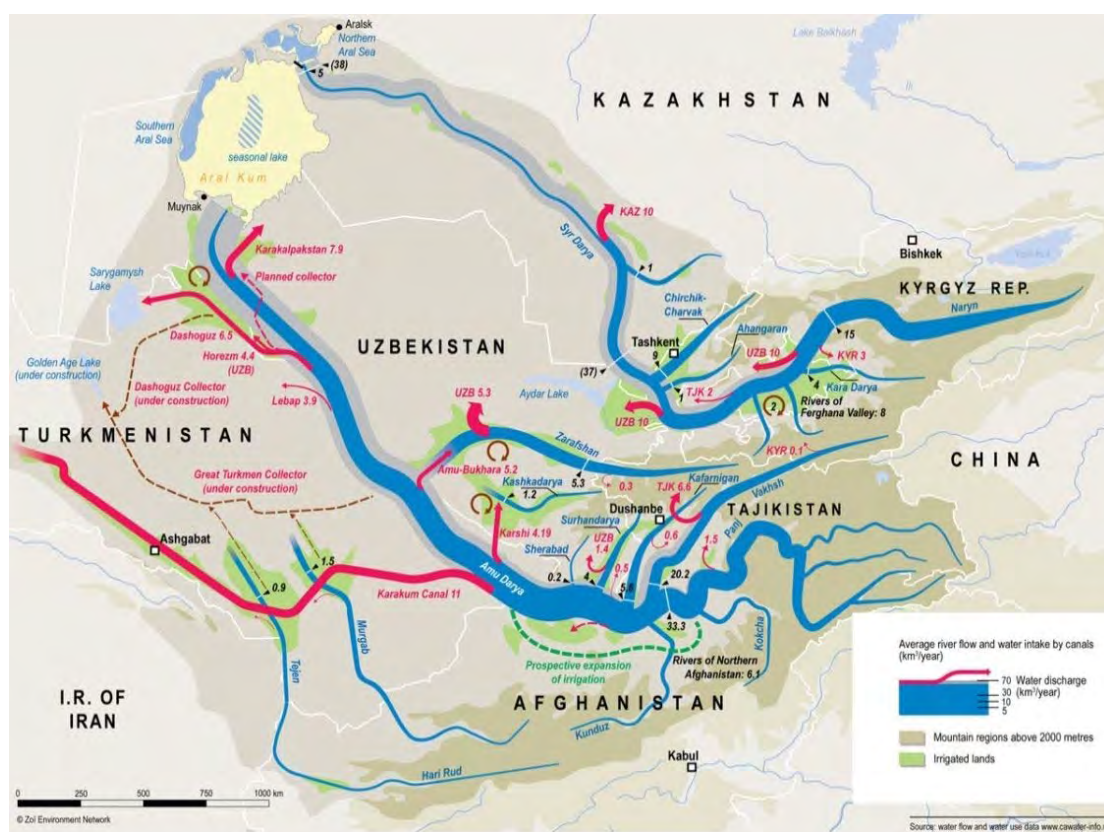 Aralsk
Northern
Aral Sea
(38)
5
Lake Balkhash
Ili
KAZAKHSTAN
Southern
Aral Sea
seasonal lake
Aral Kum
Muynak
KAZ 10
Syr Darya
1
Karakalpakstan 7.9
Planned collector
Sarygamysh
Lake
Bishkek
KYRGYZ REP.
Naryn
Chirchik-
Charvak
Ahangaran
15
Tashkent
9
UZB 10
KYR 3
UZBEKISTAN
Dashoguz 6.5
Horezm 4.4
(UZB)
Golden Age Lake
(under construction)
Dashoguz Collector
(under construction)
Lebap 3.9
(37)
1
TJK 2
4
Kara Darya
Aydar Lake
UZB 10
2
Rivers of
Ferghana Valley: 8
UZB 5.3
Zarafshan
KYR 0.1
CHINA
TURKMENISTAN
Great Turkmen
Collector
(under construction)
Amu-Bukhara 5.2
5.3
0.3
Kafarnigan
Vakhsh
TJK 6.6
Kashkadarya
1.2
Dushanbe
TAJIKISTAN
Surhandarya
Panj
Karshi 4.19
UZB
1.4
0.6
1.5
Sherabad
Ashgabat
0.2
4
0.5
5.6
20.2
1.5
0.9
Amu Darya
Karakum Canal 11
33.3
Kokcha
Murgab
Tejen
Prospective expansion
of irrigation
Rivers of Northern
Afghanistan: 6.1
I.R. OF
IRAN
AFGHANISTAN
Kunduz
Hari Rud
Kabul
Average river flow and water intake by canals
(km³/year)
70
30
10
5
Water discharge
(km³/year)
Mountain regions above 2000 metres
Irrigated lands
0 250 500 750 1000 km
© Zoï Environment Network
Source: water flow and water use data www.cawater-info.